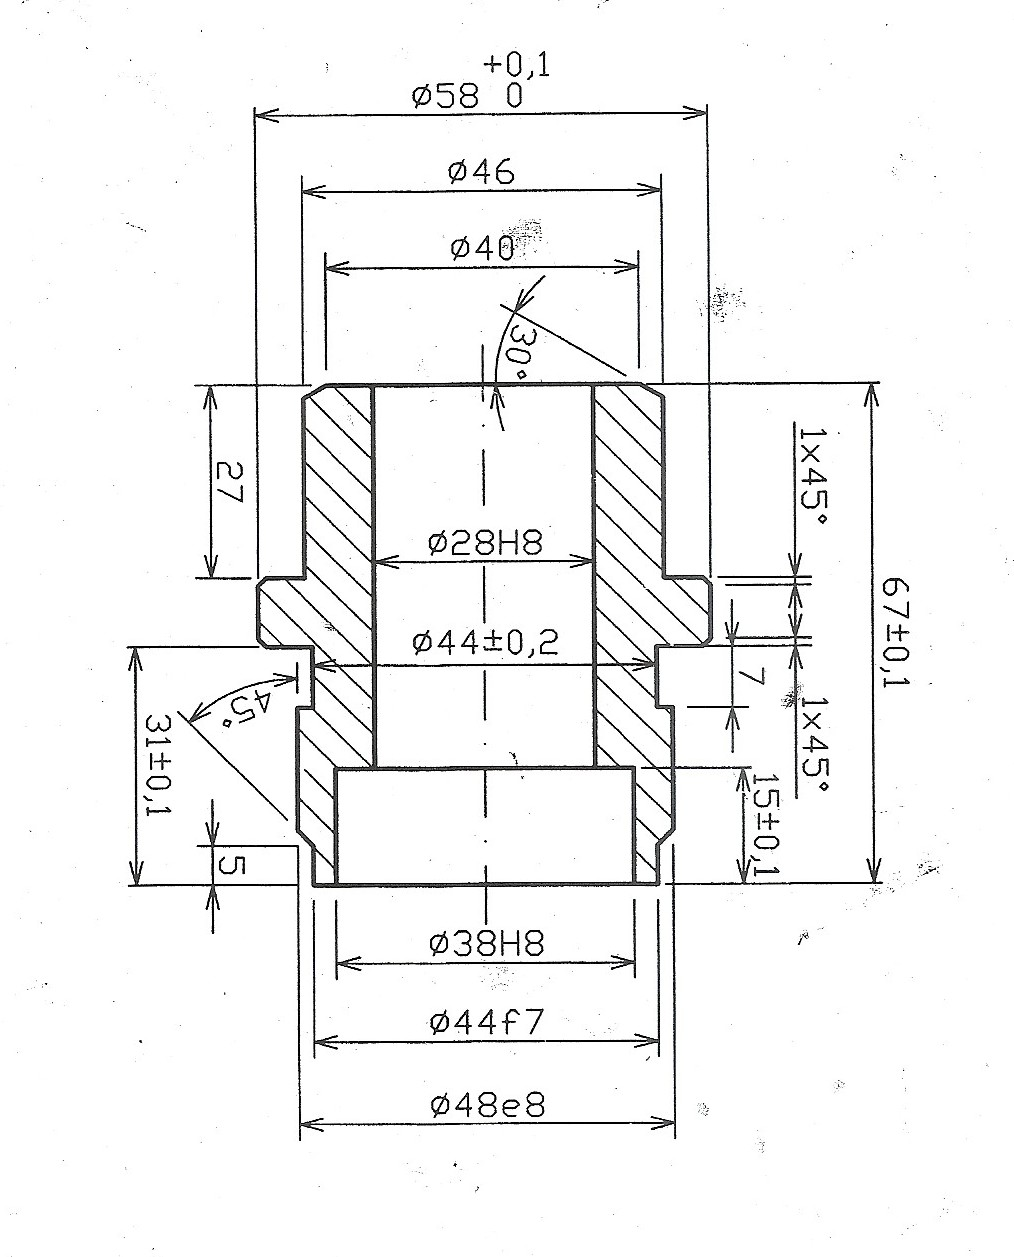 +0,1
ø58 0
ø46
ø40
30°
1x45°
27
ø28H8
67±0,1
ø44±0,2
7
45°
1x45°
31±0,1
15±0,1
5
ø38H8
ø44f7
ø48e8